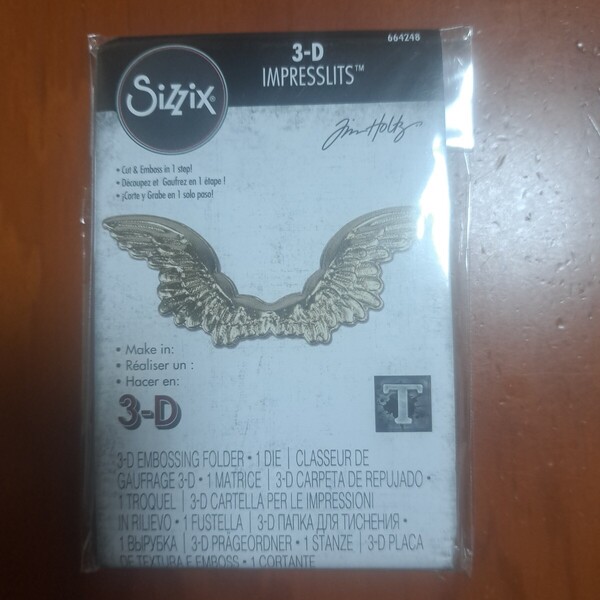 664248
3-D
IMPRESSLITS™
Sizzix®
Tim Holtz
• Cut & Emboss in 1 step!
• Découpez et Gaufrez en 1 étape !
• ¡Corte y Grabe en 1 solo paso!
• Make in:
• Réaliser un :
• Hacer en:
3-D
T
3-D EMBOSSING FOLDER • 1 DIE | CLASSEUR DE
GAUFRAGE 3-D • 1 MATRICE | 3-D CARPETA DE REPUJADO •
1 TROQUEL | 3-D CARTELLA PER LE IMPRESSIONI
IN RILIEVO • 1 FUSTELLA | 3-D ПАПКА ДЛЯ ТИСНЕНИЯ •
1 ВЫРУБКА | 3-D PRÄGEORDNER • 1 STANZE | 3-D PLACA
DE TEXTURA E EMBOSS • 1 CORTANTE